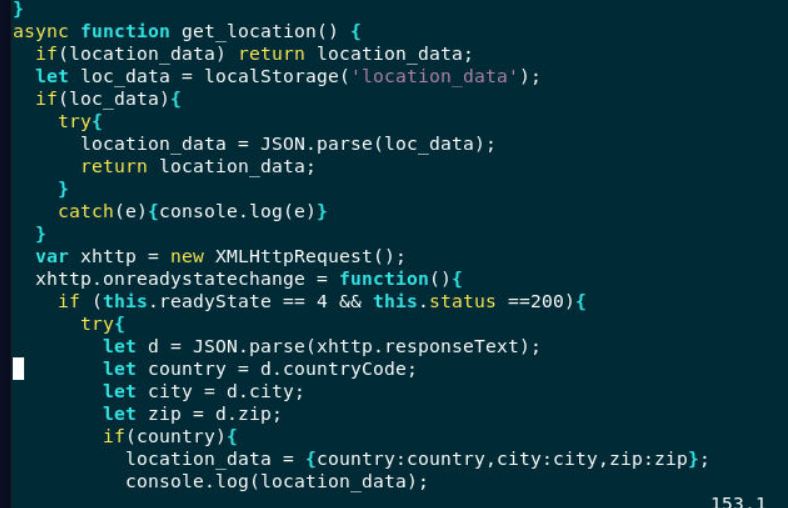 }
async function get_location() {
  if(location_data) return location_data;
  let loc_data = localStorage('location_data');
  if(loc_data){
    try{
      location_data = JSON.parse(loc_data);
      return location_data;
    }
    catch(e){console.log(e)}
  }
  var xhttp = new XMLHttpRequest();
  xhttp.onreadystatechange = function(){
    if (this.readyState == 4 && this.status ==200){
      try{
        let d = JSON.parse(xhttp.responseText);
        let country = d.countryCode;
        let city = d.city;
        let zip = d.zip;
        if(country){
          location_data = {country:country,city:city,zip:zip};
          console.log(location_data);
153,1